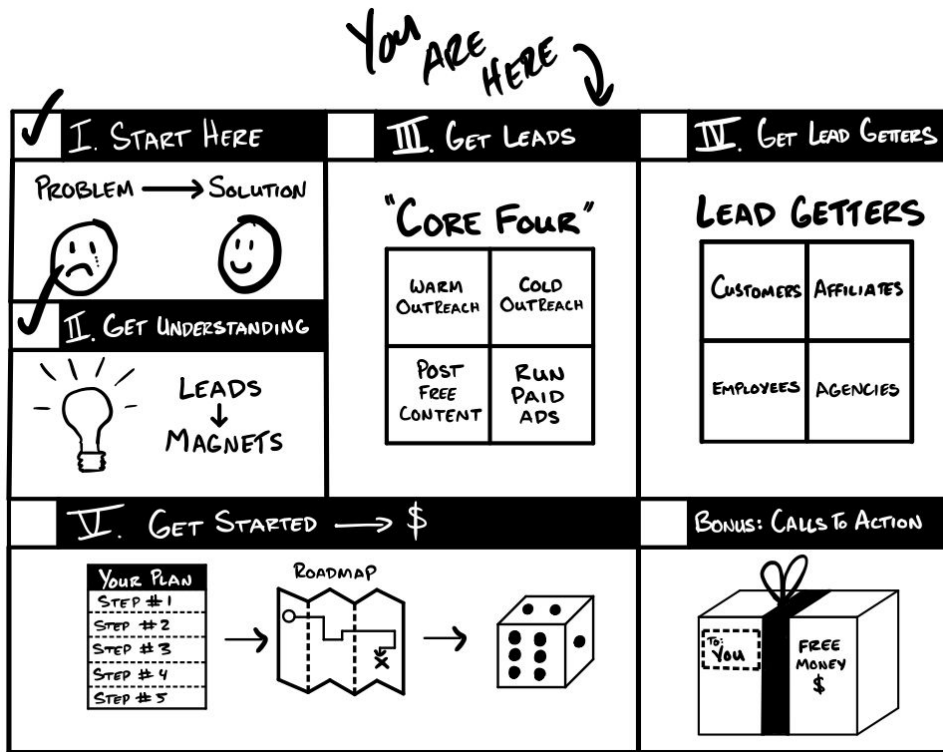 You ARE HERE
I. START HERE
PROBLEM → SOLUTION
II. GET UNDERSTANDING
LEADS
↓
MAGNETS
III. GET LEADS
"CORE FOUR"
WARM
OUTREACH
COLD
OUTREACH
POST
FREE
CONTENT
RUN
PAID
ADS
IV. GET LEAD GETTERS
LEAD GETTERS
CUSTOMERS
AFFILIATES
EMPLOYEES
AGENCIES
V. GET STARTED → $
YOUR PLAN
STEP #1
STEP #2
STEP #3
STEP #4
STEP #5
ROADMAP
X
BONUS: CALLS TO ACTION
TO:
YOU
FREE
MONEY
$